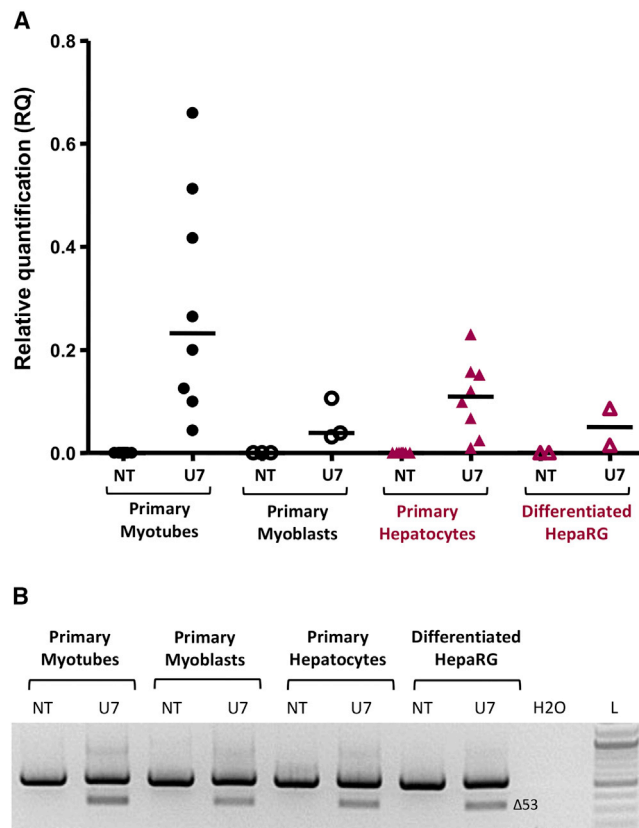 A
Relative quantification (RQ)
0.8
0.6
0.4
0.2
0.0
NT U7 NT U7 NT U7 NT U7
Primary Myotubes
Primary Myoblasts
Primary Hepatocytes
Differentiated HepaRG
B
Primary Myotubes
Primary Myoblasts
Primary Hepatocytes
Differentiated HepaRG
NT U7 NT U7 NT U7 NT U7 H2O L
Δ53